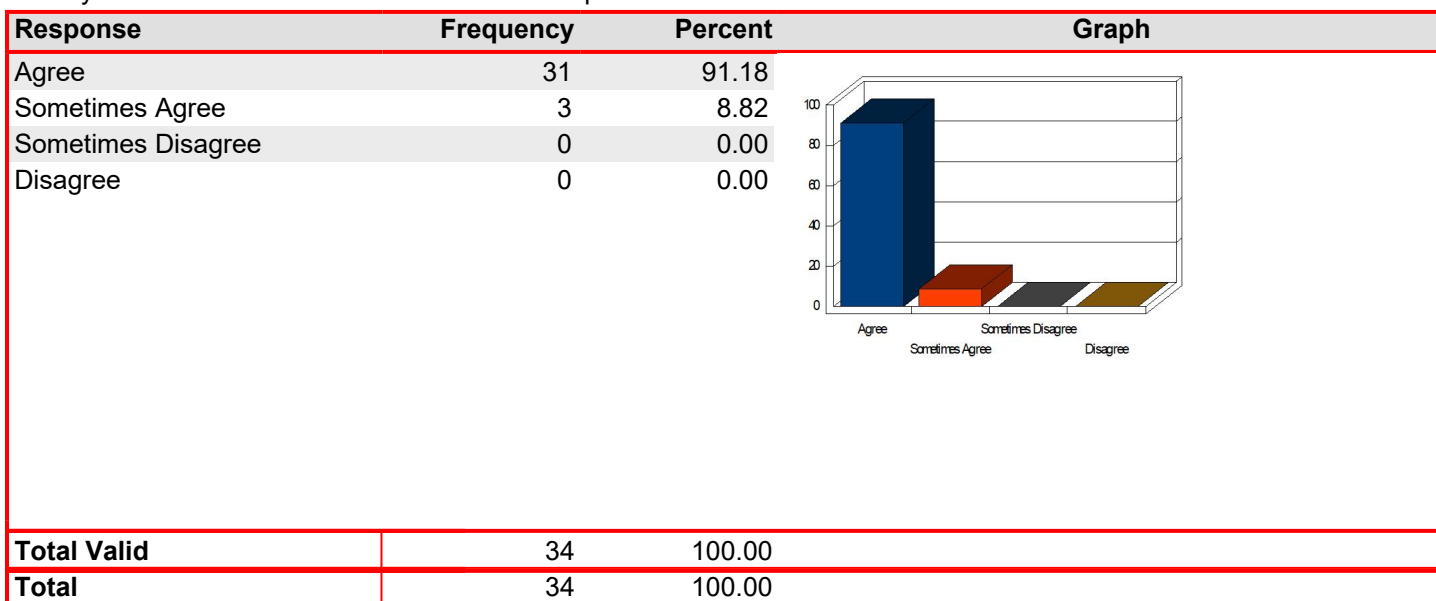 Response Frequency Percent Graph
Agree 31 91.18
Sometimes Agree 3 8.82
Sometimes Disagree 0 0.00
Disagree 0 0.00
100
80
60
40
20
0
Agree Sometimes Disagree
Sometimes Agree Disagree
Total Valid 34 100.00
Total 34 100.00